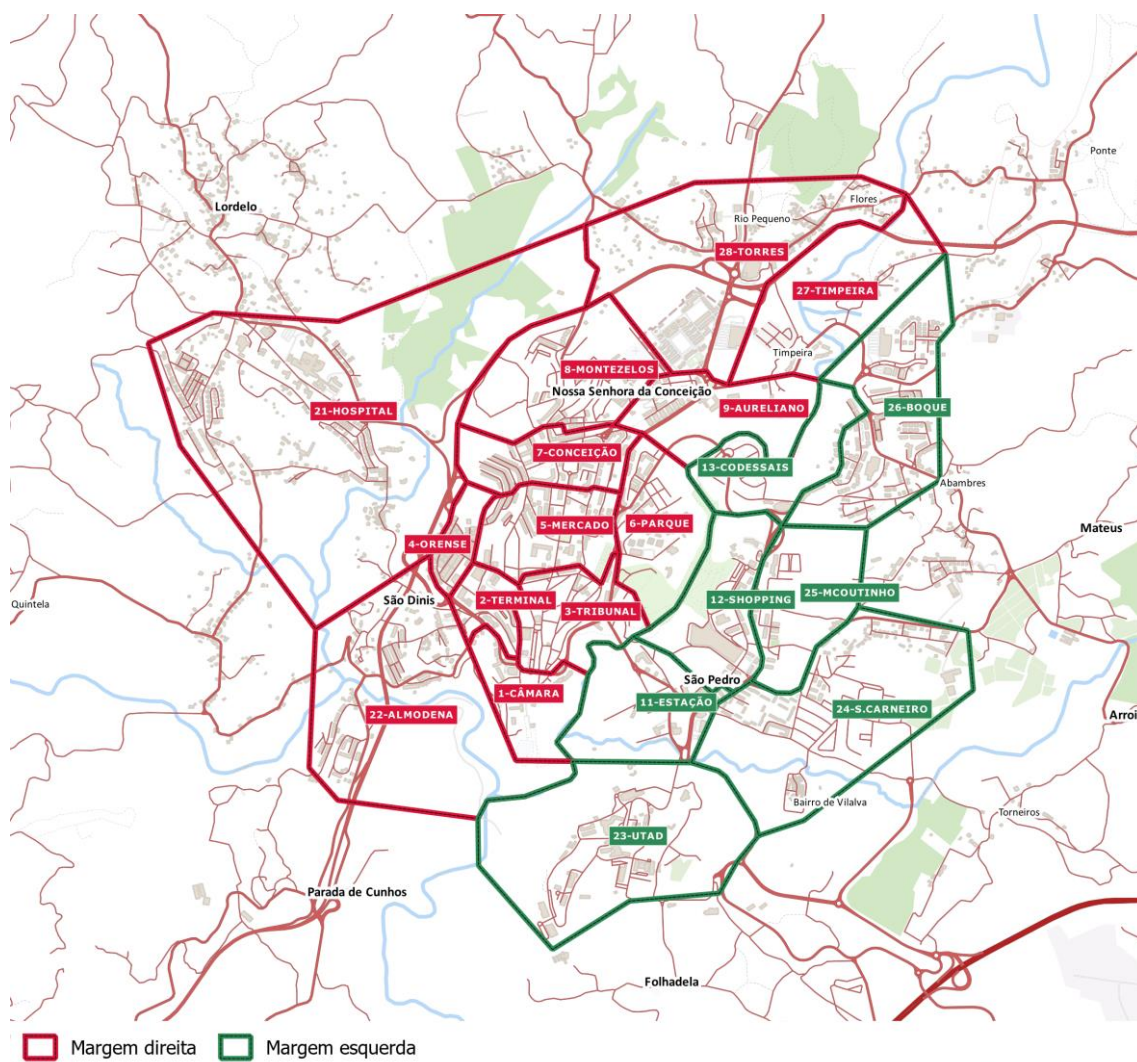 Ponte
Flores
Lordelo
Rio Pequeno
28-TORRES
27-TIMPEIRA
Timpeira
8-MONTEZELOS
Nossa Senhora da Conceição
9-AURELIANO
26-BOQUE
21-HOSPITAL
7-CONCEIÇÃO
13-CODESSAIS
Abambres
5-MERCADO
6-PARQUE
Mateus
4-ORENSE
Quintela
São Dinis
2-TERMINAL
3-TRIBUNAL
12-SHOPPING
25-MCOUTINHO
São Pedro
1-CÂMARA
11-ESTAÇÃO
22-ALMODENA
24-S.CARNEIRO
Arroi
Bairro de Vilalva
Torneiros
23-UTAD
Parada de Cunhos
Folhadela
Margem direita
Margem esquerda